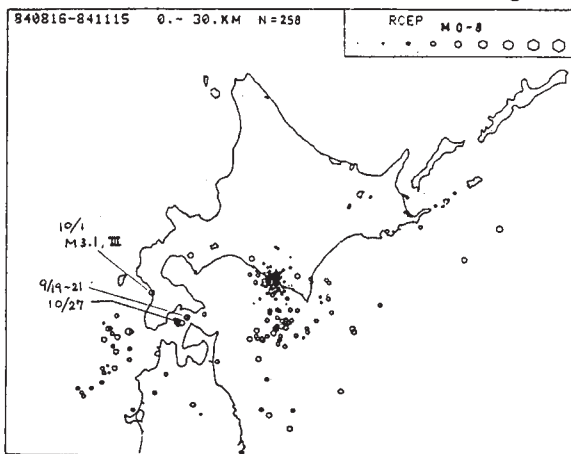 840816-841115 0.- 30.KM N=258
RCEP M 0-8
10/1
M3.1, III
9/19~21
10/27